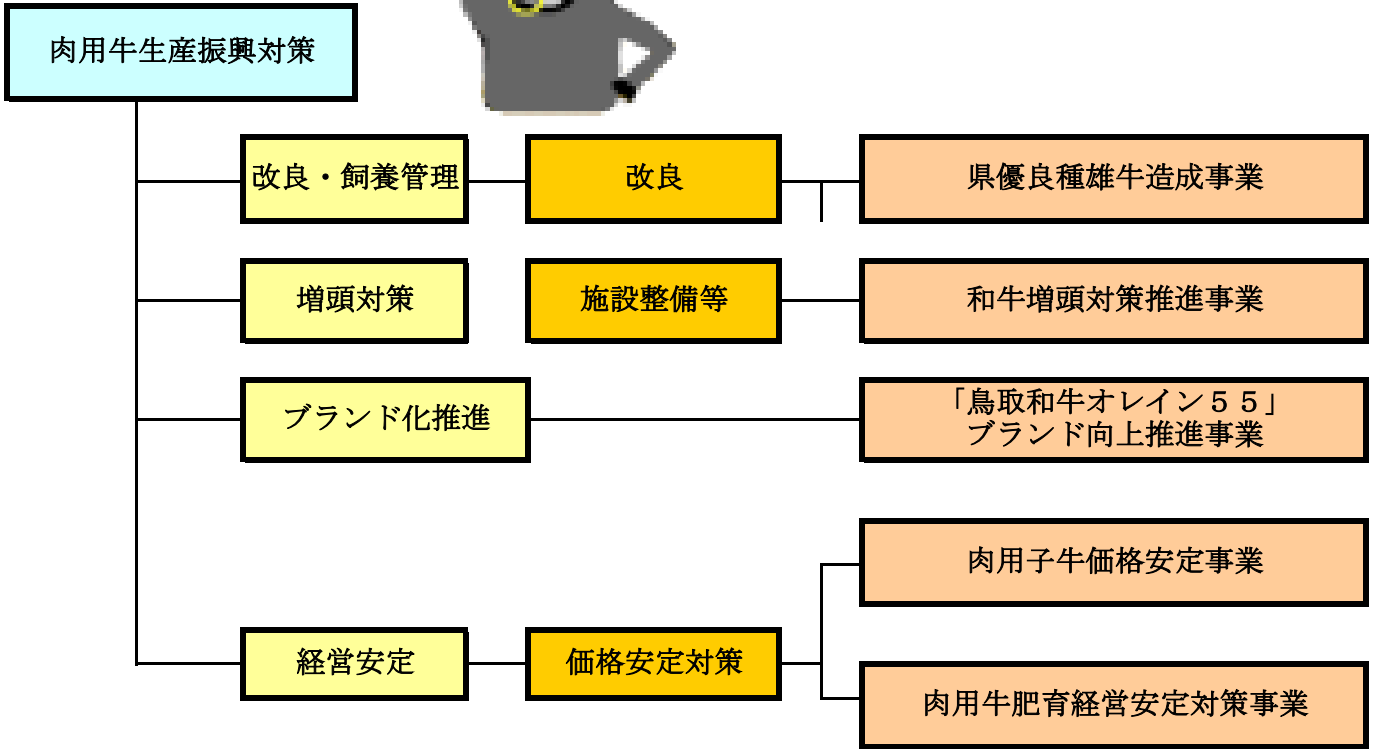 肉用牛生産振興対策
改良・飼養管理
改良
県優良種雄牛造成事業
増頭対策
施設整備等
和牛増頭対策推進事業
ブランド化推進
「鳥取和牛オレイン５５」
ブランド向上推進事業
肉用子牛価格安定事業
経営安定
価格安定対策
肉用牛肥育経営安定対策事業